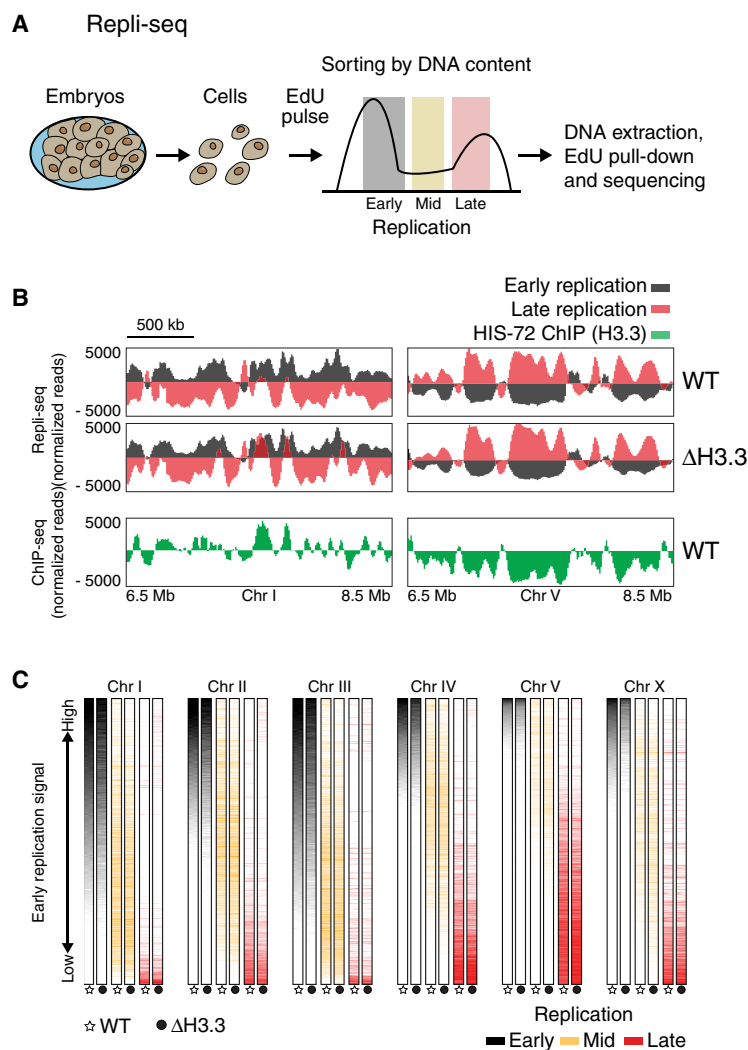 A Repli-seq
Sorting by DNA content
Embryos
Cells
EdU
pulse
Early Mid Late
Replication
DNA extraction,
EdU pull-down
and sequencing
B
Early replication
Late replication
HIS-72 ChIP (H3.3)
500 kb
Repli-seq
(normalized reads)
5000
- 5000
WT
5000
- 5000
ΔH3.3
ChIP-seq
(normalized reads)
5000
- 5000
WT
6.5 Mb Chr I 8.5 Mb
6.5 Mb Chr V 8.5 Mb
C
Chr I Chr II Chr III Chr IV Chr V Chr X
High
Early replication signal
Low
☆ WT ● ΔH3.3
Replication
Early Mid Late